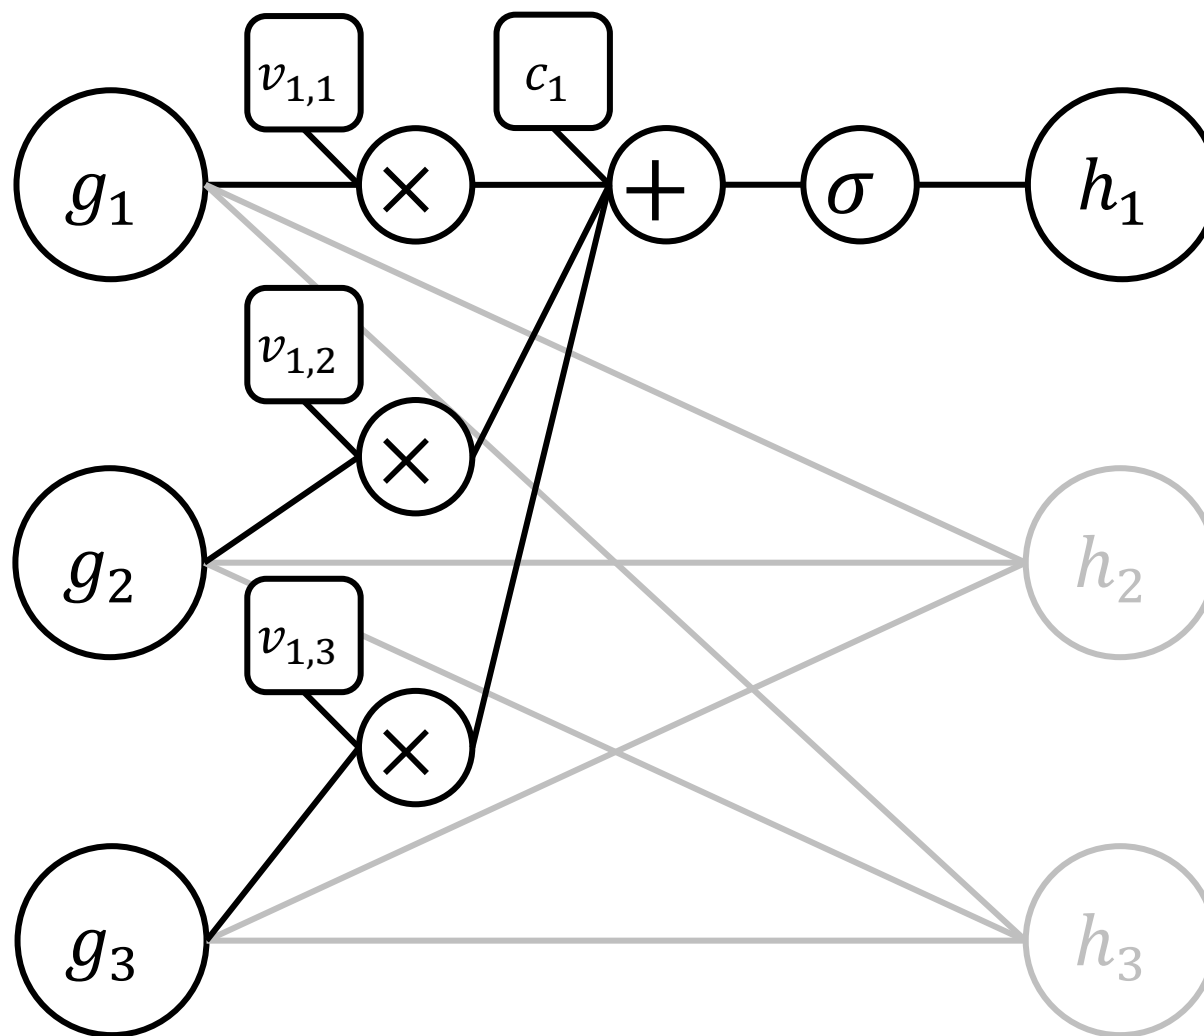 v₁,₁
c₁
g₁ × + σ h₁
v₁,₂
×
g₂ h₂
v₁,₃
×
g₃ h₃